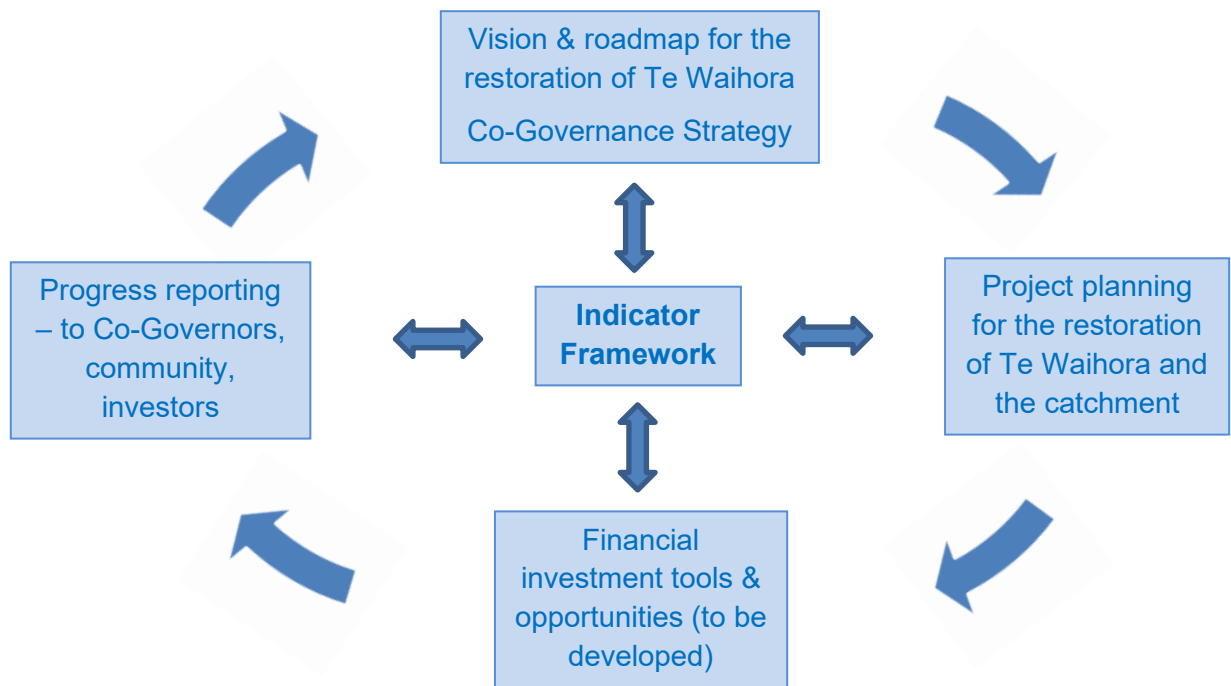 Vision & roadmap for the
restoration of Te Waihora
Co-Governance Strategy
Progress reporting
– to Co-Governors,
community,
investors
Indicator
Framework
Project planning
for the restoration
of Te Waihora and
the catchment
Financial
investment tools &
opportunities (to be
developed)